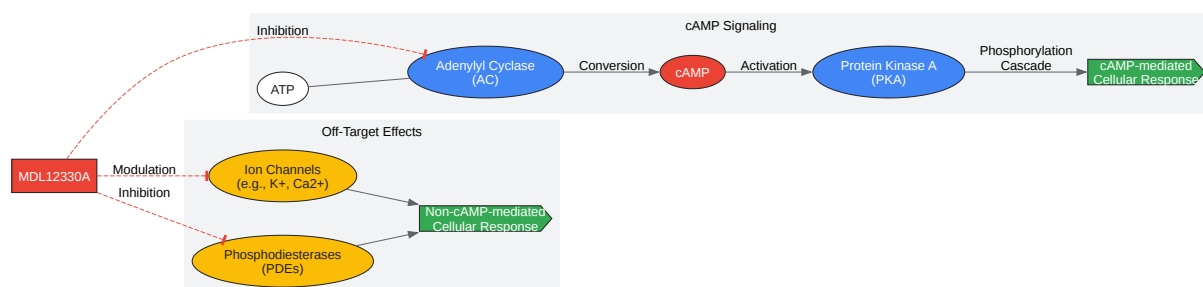 cAMP Signaling
Inhibition
ATP
Adenylyl Cyclase
(AC)
Conversion
cAMP
Activation
Protein Kinase A
(PKA)
Phosphorylation
Cascade
cAMP-mediated
Cellular Response
Off-Target Effects
MDL12330A
Modulation
Inhibition
Ion Channels
(e.g., K+, Ca2+)
Phosphodiesterases
(PDEs)
Non-cAMP-mediated
Cellular Response